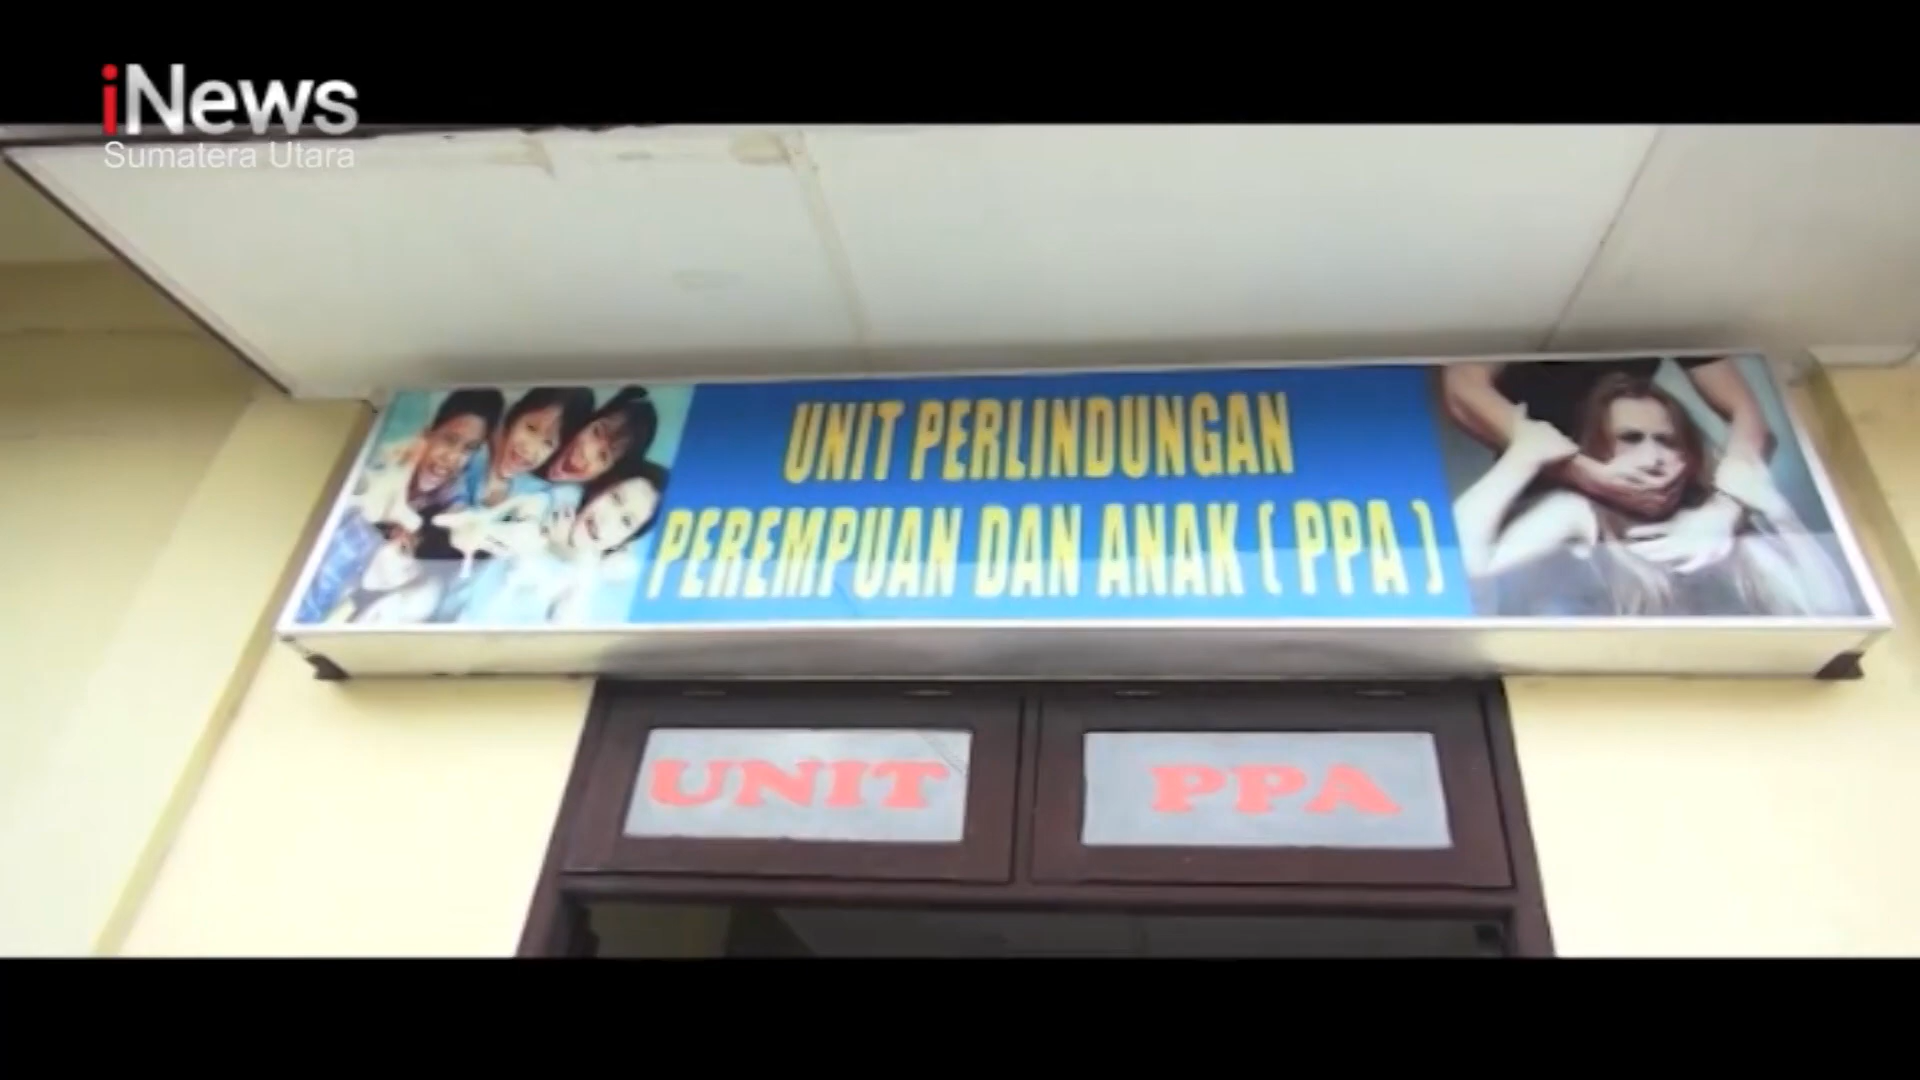 iNews
Sumatera Utara
UNIT PERLINDUNGAN
PEREMPUAN DAN ANAK ( PPA )
UNIT PPA